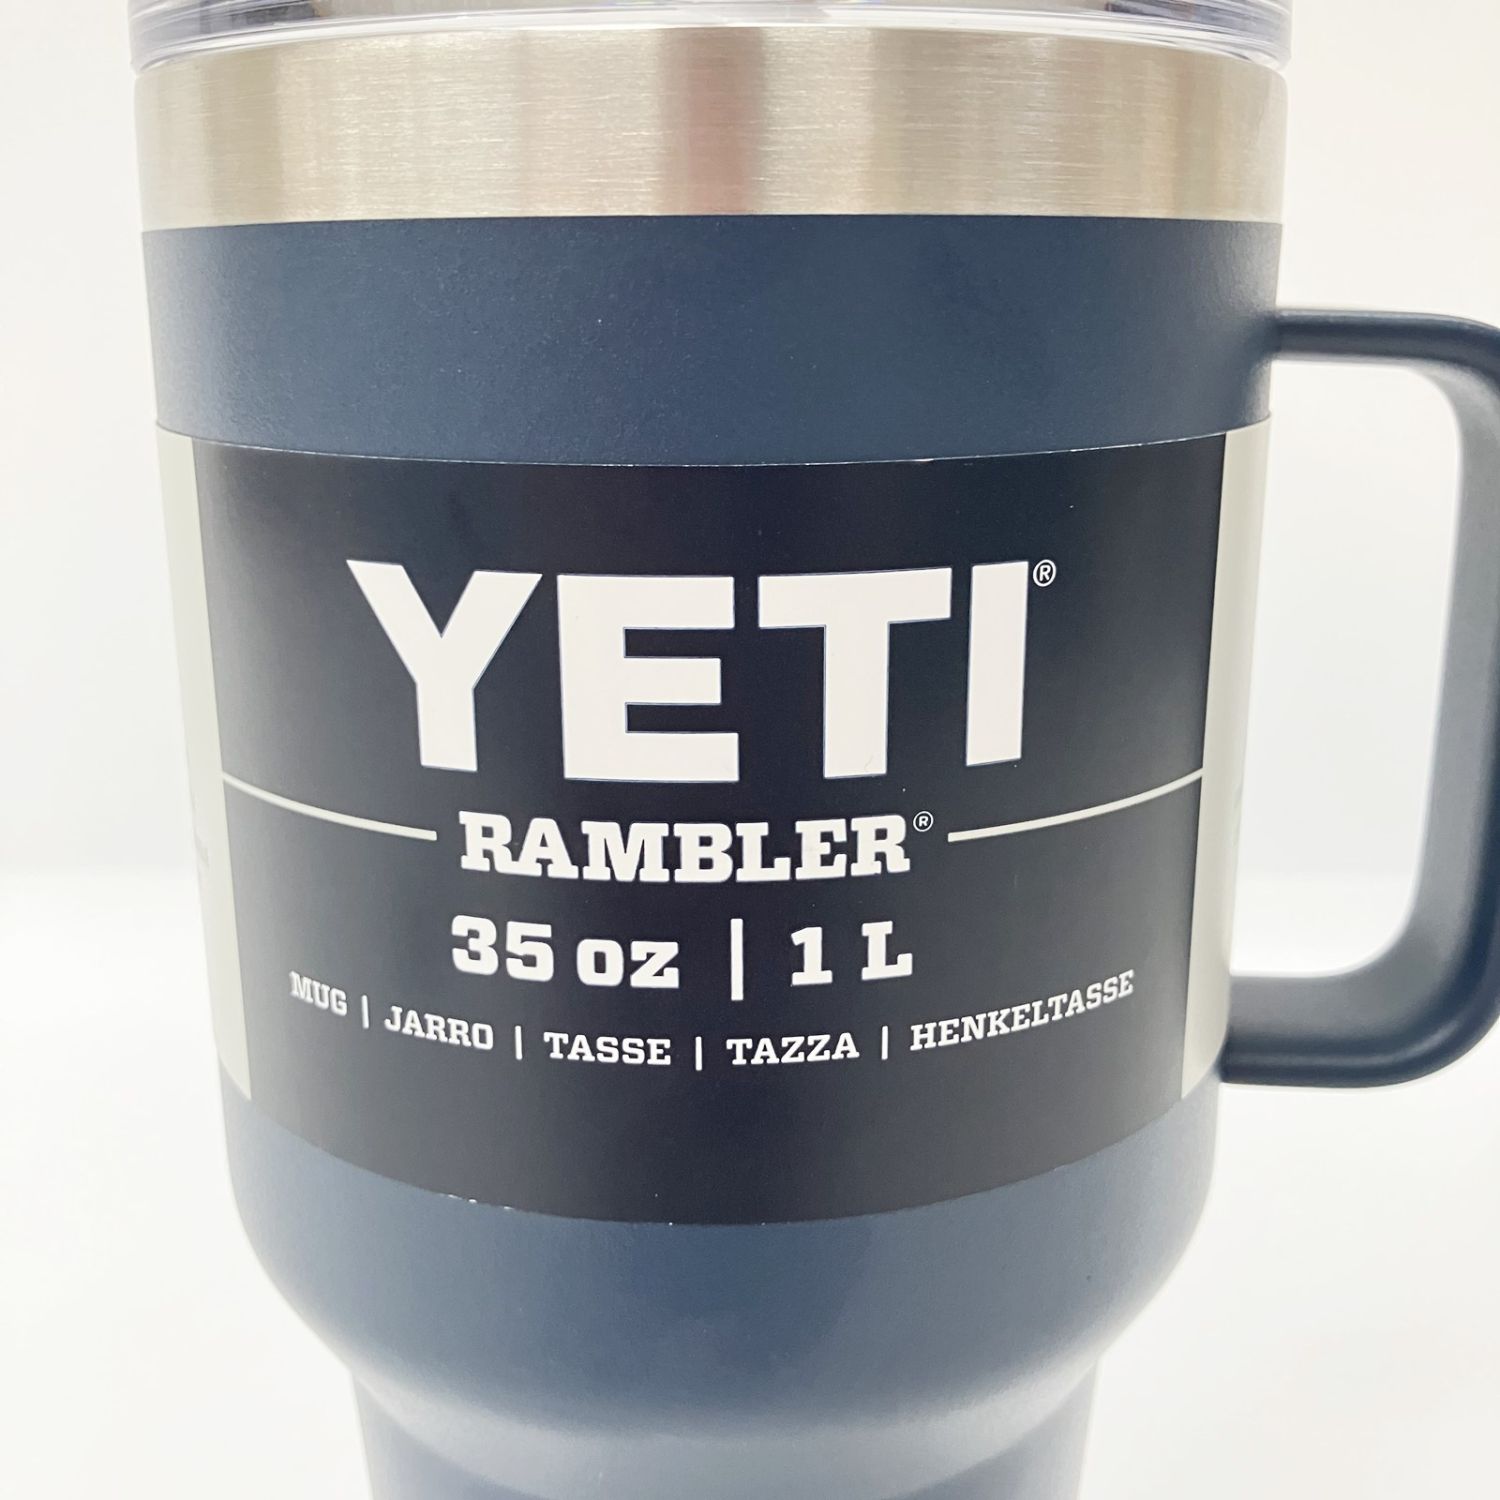 YETI®
RAMBLER®
35 oz | 1 L
MUG | JARRO | TASSE | TAZZA | HENKELTASSE